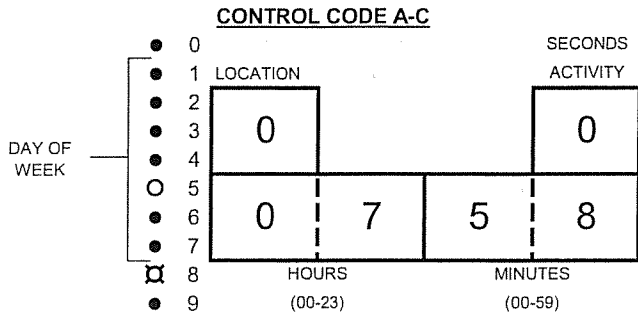 CONTROL CODE A-C
0 SECONDS
1 LOCATION ACTIVITY
2
3 0 0
4
DAY OF
WEEK
5
6 0 7 5 8
7
8 HOURS MINUTES
9 (00-23) (00-59)